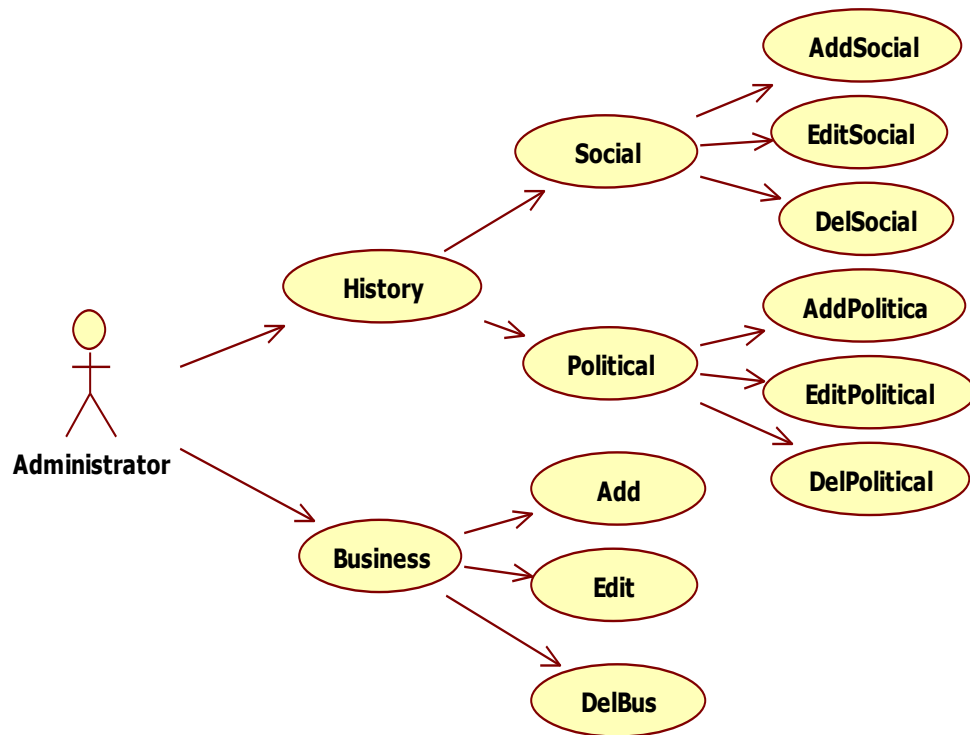 AddSocial
EditSocial
Social
DelSocial
History
AddPolitica
Political
EditPolitical
DelPolitical
Administrator
Add
Business
Edit
DelBus